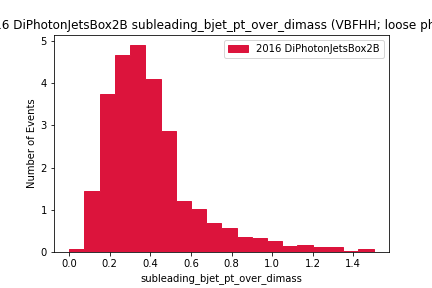 16 DiPhotonJetsBox2B subleading_bjet_pt_over_dimass (VBFHH; loose ph
2016 DiPhotonJetsBox2B
Number of Events
5
4
3
2
1
0
0.0 0.2 0.4 0.6 0.8 1.0 1.2 1.4
subleading_bjet_pt_over_dimass